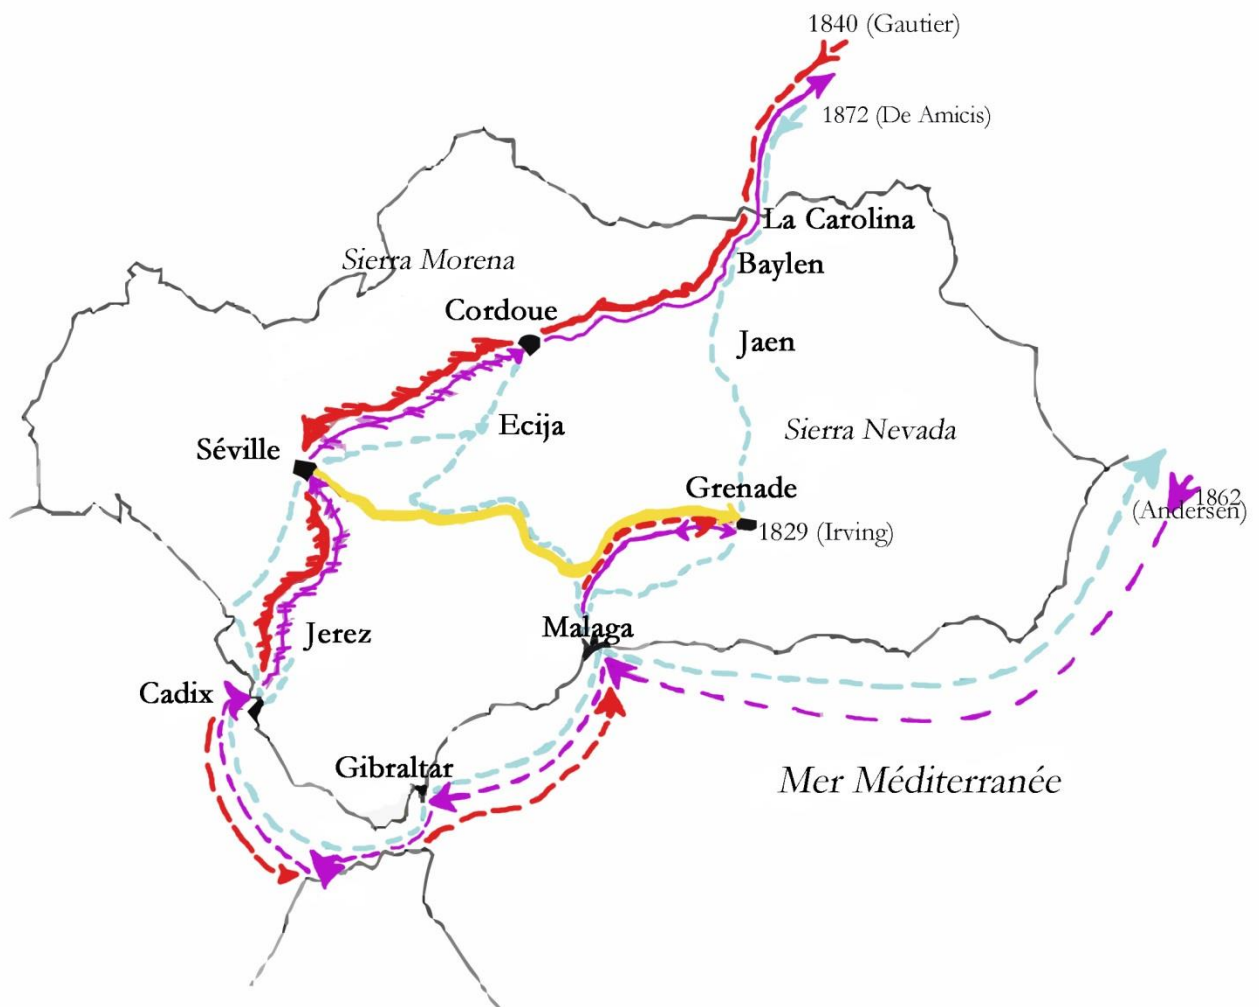 1840 (Gautier)
1872 (De Amicis)
La Carolina
Sierra Morena
Baylen
Cordoue
Jaen
Ecija
Sierra Nevada
Séville
Grenade
1862
(Andersen)
1829 (Irving)
Jerez
Malaga
Cadix
Gibraltar
Mer Méditerranée